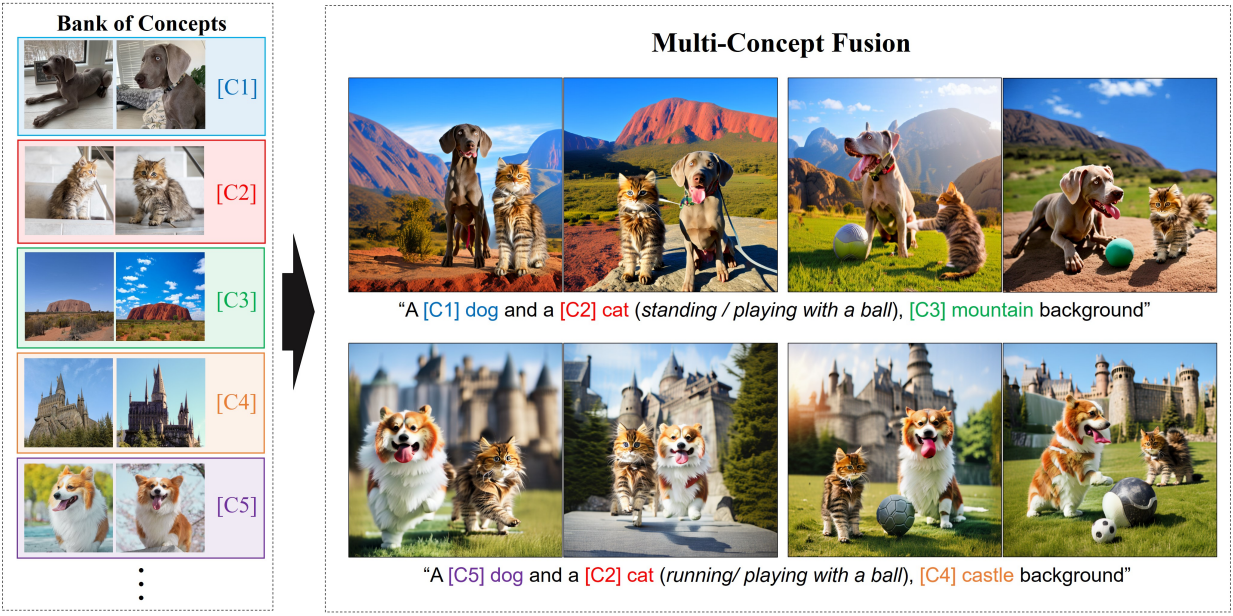 Bank of Concepts
[C1]
[C2]
[C3]
[C4]
[C5]
Multi-Concept Fusion
“A [C1] dog and a [C2] cat (standing / playing with a ball), [C3] mountain background”
“A [C5] dog and a [C2] cat (running/ playing with a ball), [C4] castle background”